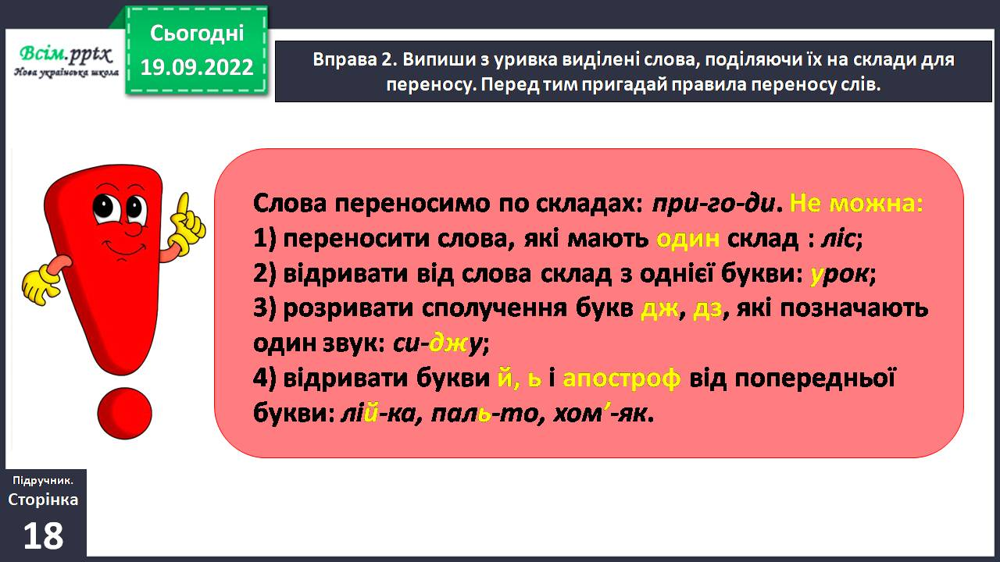 Сьогодні
19.09.2022
Всім.pptx
Нова українська школа
Вправа 2. Випиши з уривка виділені слова, поділяючи їх на склади для
переносу. Перед тим пригадай правила переносу слів.
Слова переносимо по складах: при-го-ди. Не можна:
1) переносити слова, які мають один склад : ліс;
2) відривати від слова склад з однієї букви: урок;
3) розривати сполучення букв дж, дз, які позначають
один звук: си-джу;
4) відривати букви й, ь і апостроф від попередньої
букви: лій-ка, паль-то, хом’-як.
Підручник.
Сторінка
18